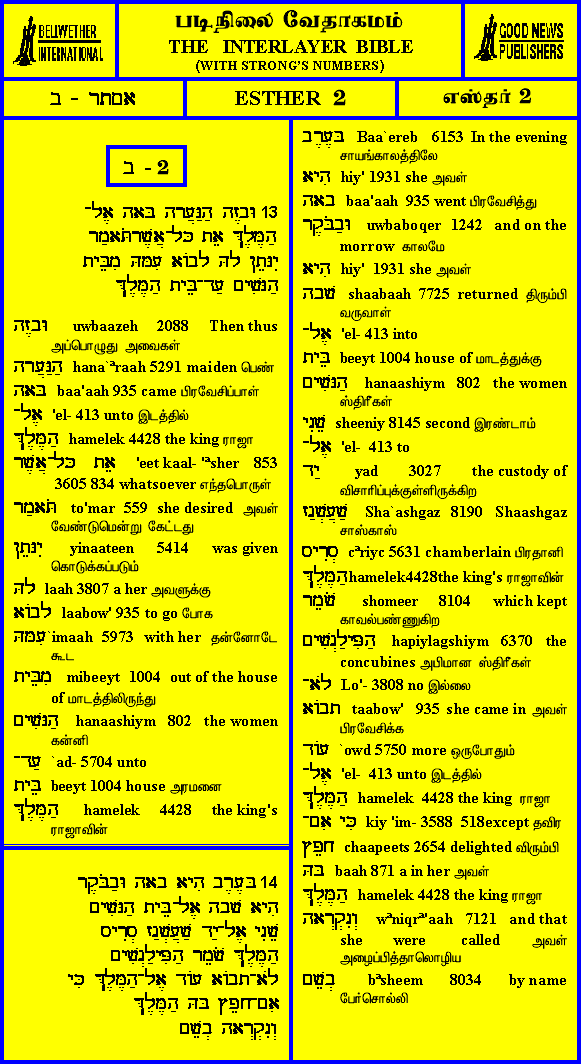 BELLWETHER
INTERNATIONAL
படிநிலை வேதாகமம்
THE INTERLAYER BIBLE
(WITH STRONG'S NUMBERS)
GOOD NEWS
PUBLISHERS
אסתר - ב
ESTHER 2
எஸ்தர் 2
ב - 2
13 וּבָזֶה הַנַּעֲרָה בָּאָה אֶל־
הַמֶּלֶךְ אֵת כָּל־אֲשֶׁר תֹּאמַר
יִנָּתֵן לָהּ לָבוֹא עִמָּהּ מִבֵּית
הַנָּשִׁים עַד־בֵּית הַמֶּלֶךְ
וּבָזֶה uwbaazeh 2088 Then thus
அப்பொழுது அவைகள்
הַנַּעֲרָה hana`ªraah 5291 maiden பெண்
בָּאָה baa'aah 935 came பிரவேசிப்பாள்
אֶל־ 'el- 413 unto இடத்தில்
הַמֶּלֶךְ hamelek 4428 the king ராஜா
אֵת כָּל־אֲשֶׁר 'eet kaal- 'ªsher 853
3605 834 whatsoever எந்தபொருள்
תֹּאמַר to'mar 559 she desired அவள்
வேண்டுமென்று கேட்டது
יִנָּתֵן yinaateen 5414 was given
கொடுக்கப்படும்
לָהּ laah 3807 a her அவளுக்கு
לָבוֹא laabow' 935 to go போக
עִמָּהּ `imaah 5973 with her தன்னோடே
கூட
מִבֵּית mibeeyt 1004 out of the house
of மாடத்திலிருந்து
הַנָּשִׁים hanaashiym 802 the women
கன்னி
עַד־ `ad- 5704 unto
בֵּית beeyt 1004 house அரமனை
הַמֶּלֶךְ hamelek 4428 the king's
ராஜாவின்
14 בָּעֶרֶב הִיא בָאָה וּבַבֹּקֶר
הִיא שָׁבָה אֶל־בֵּית הַנָּשִׁים
שֵׁנִי אֶל־יַד שַׁעֲשְׁגַז סְרִיס
הַמֶּלֶךְ שֹׁמֵר הַפִּילַגְשִׁים
לֹא־תָבוֹא עוֹד אֶל־הַמֶּלֶךְ כִּי
אִם־חָפֵץ בָּהּ הַמֶּלֶךְ
וְנִקְרְאָה בְשֵׁם
בָּעֶרֶב Baa`ereb 6153 In the evening
சாயங்காலத்திலே
הִיא hiy' 1931 she அவள்
בָאָה baa'aah 935 went பிரவேசித்து
וּבַבֹּקֶר uwbaboqer 1242 and on the
morrow காலமே
הִיא hiy' 1931 she அவள்
שָׁבָה shaabaah 7725 returned திரும்பி
வருவாள்
אֶל־ 'el- 413 into
בֵּית beeyt 1004 house of மாடத்துக்கு
הַנָּשִׁים hanaashiym 802 the women
ஸ்திரீகள்
שֵׁנִי sheeniy 8145 second இரண்டாம்
אֶל־ 'el- 413 to
יַד yad 3027 the custody of
விசாரிப்புக்குள்ளிருக்கிற
שַׁעֲשְׁגַז Sha`ashgaz 8190 Shaashgaz
சாஸ்காஸ்
סְרִיס cªriyc 5631 chamberlain பிரதானி
הַמֶּלֶךְ hamelek 4428 the king's ராஜாவின்
שֹׁמֵר shomeer 8104 which kept
காவல்பண்ணுகிற
הַפִּילַגְשִׁים hapiylagshiym 6370 the
concubines அபிமான ஸ்திரீகள்
לֹא־ Lo'- 3808 no இல்லை
תָבוֹא taabow' 935 she came in அவள்
பிரவேசிக்க
עוֹד `owd 5750 more ஒருபோதும்
אֶל־ 'el- 413 unto இடத்தில்
הַמֶּלֶךְ hamelek 4428 the king ராஜா
כִּי אִם־ kiy 'im- 3588 518except தவிர
חָפֵץ chaapeets 2654 delighted விரும்பி
בָּהּ baah 871 a in her அவள்
הַמֶּלֶךְ hamelek 4428 the king ராஜா
וְנִקְרְאָה wªniqrª'aah 7121 and that
she were called அவள்
அழைப்பித்தாலொழிய
בְשֵׁם bªsheem 8034 by name
பேர்சொல்லி